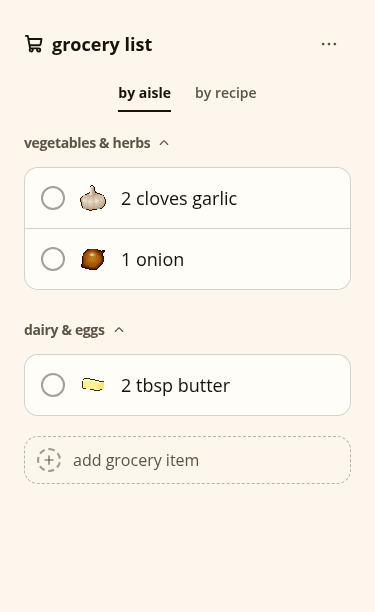 grocery list
by aisle
by recipe
vegetables & herbs
2 cloves garlic
1 onion
dairy & eggs
2 tbsp butter
add grocery item